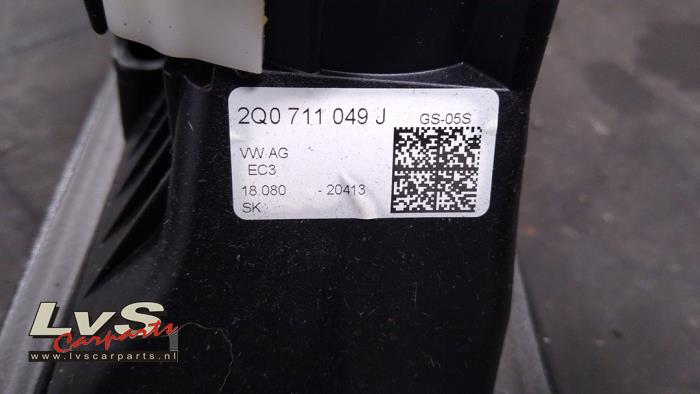 2Q0 711 049 J GS-05S
VW AG
EC3
18.080 - 20413
SK
LvS
Carparts
www.lvscarparts.nl